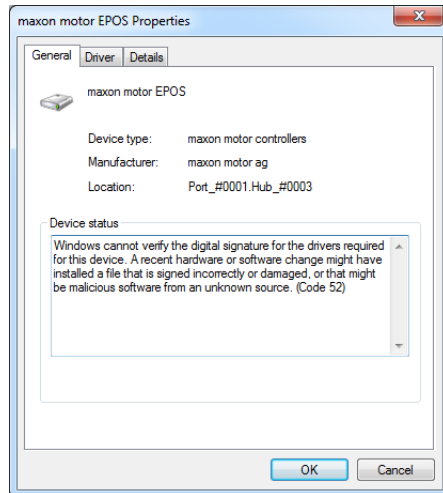 maxon motor EPOS Properties
General Driver Details
maxon motor EPOS
Device type: maxon motor controllers
Manufacturer: maxon motor ag
Location: Port_#0001.Hub_#0003
Device status
Windows cannot verify the digital signature for the drivers required
for this device. A recent hardware or software change might have
installed a file that is signed incorrectly or damaged, or that might
be malicious software from an unknown source. (Code 52)
OK Cancel